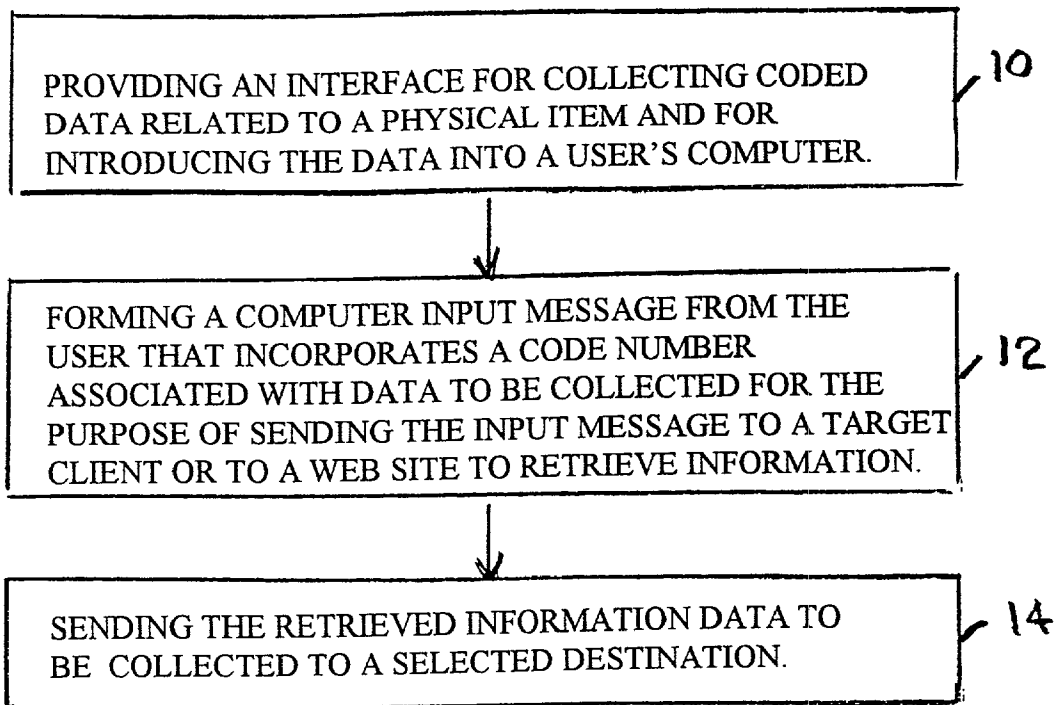 PROVIDING AN INTERFACE FOR COLLECTING CODED
DATA RELATED TO A PHYSICAL ITEM AND FOR
INTRODUCING THE DATA INTO A USER'S COMPUTER.
10
FORMING A COMPUTER INPUT MESSAGE FROM THE
USER THAT INCORPORATES A CODE NUMBER
ASSOCIATED WITH DATA TO BE COLLECTED FOR THE
PURPOSE OF SENDING THE INPUT MESSAGE TO A TARGET
CLIENT OR TO A WEB SITE TO RETRIEVE INFORMATION.
12
SENDING THE RETRIEVED INFORMATION DATA TO
BE COLLECTED TO A SELECTED DESTINATION.
14